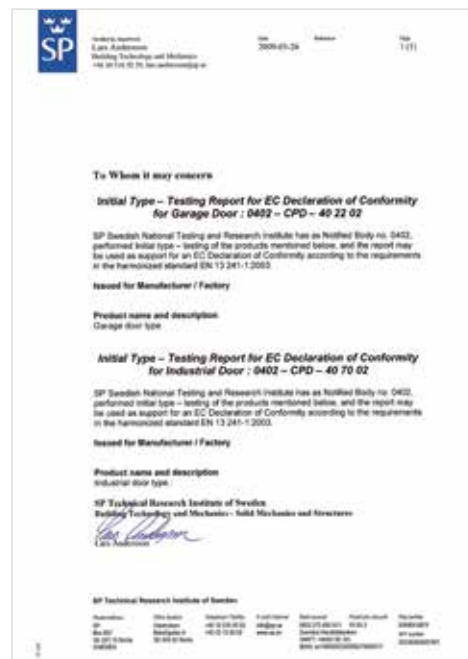 SP
Lars Andersson
Building Technology and Mechanics
Date
2009-03-26
Page
1 (1)
To Whom it may concern
Initial Type – Testing Report for EC Declaration of Conformity
for Garage Door : 0402 – CPD – 40 22 02
SP Swedish National Testing and Research Institute has as Notified Body no. 0402,
performed initial type – testing of the products mentioned below, and the report may
be used as support for an EC Declaration of Conformity according to the requirements
in the harmonized standard EN 13 241-1:2003.
Issued for Manufacturer / Factory
Product name and description
Garage door type
Initial Type – Testing Report for EC Declaration of Conformity
for Industrial Door : 0402 – CPD – 40 70 02
SP Swedish National Testing and Research Institute has as Notified Body no. 0402,
performed initial type – testing of the products mentioned below, and the report may
be used as support for an EC Declaration of Conformity according to the requirements
in the harmonized standard EN 13 241-1:2003.
Issued for Manufacturer / Factory
Product name and description
Industrial door type :
SP Technical Research Institute of Sweden
Building Technology and Mechanics - Solid Mechanics and Structures
Lars Andersson
SP Technical Research Institute of Sweden